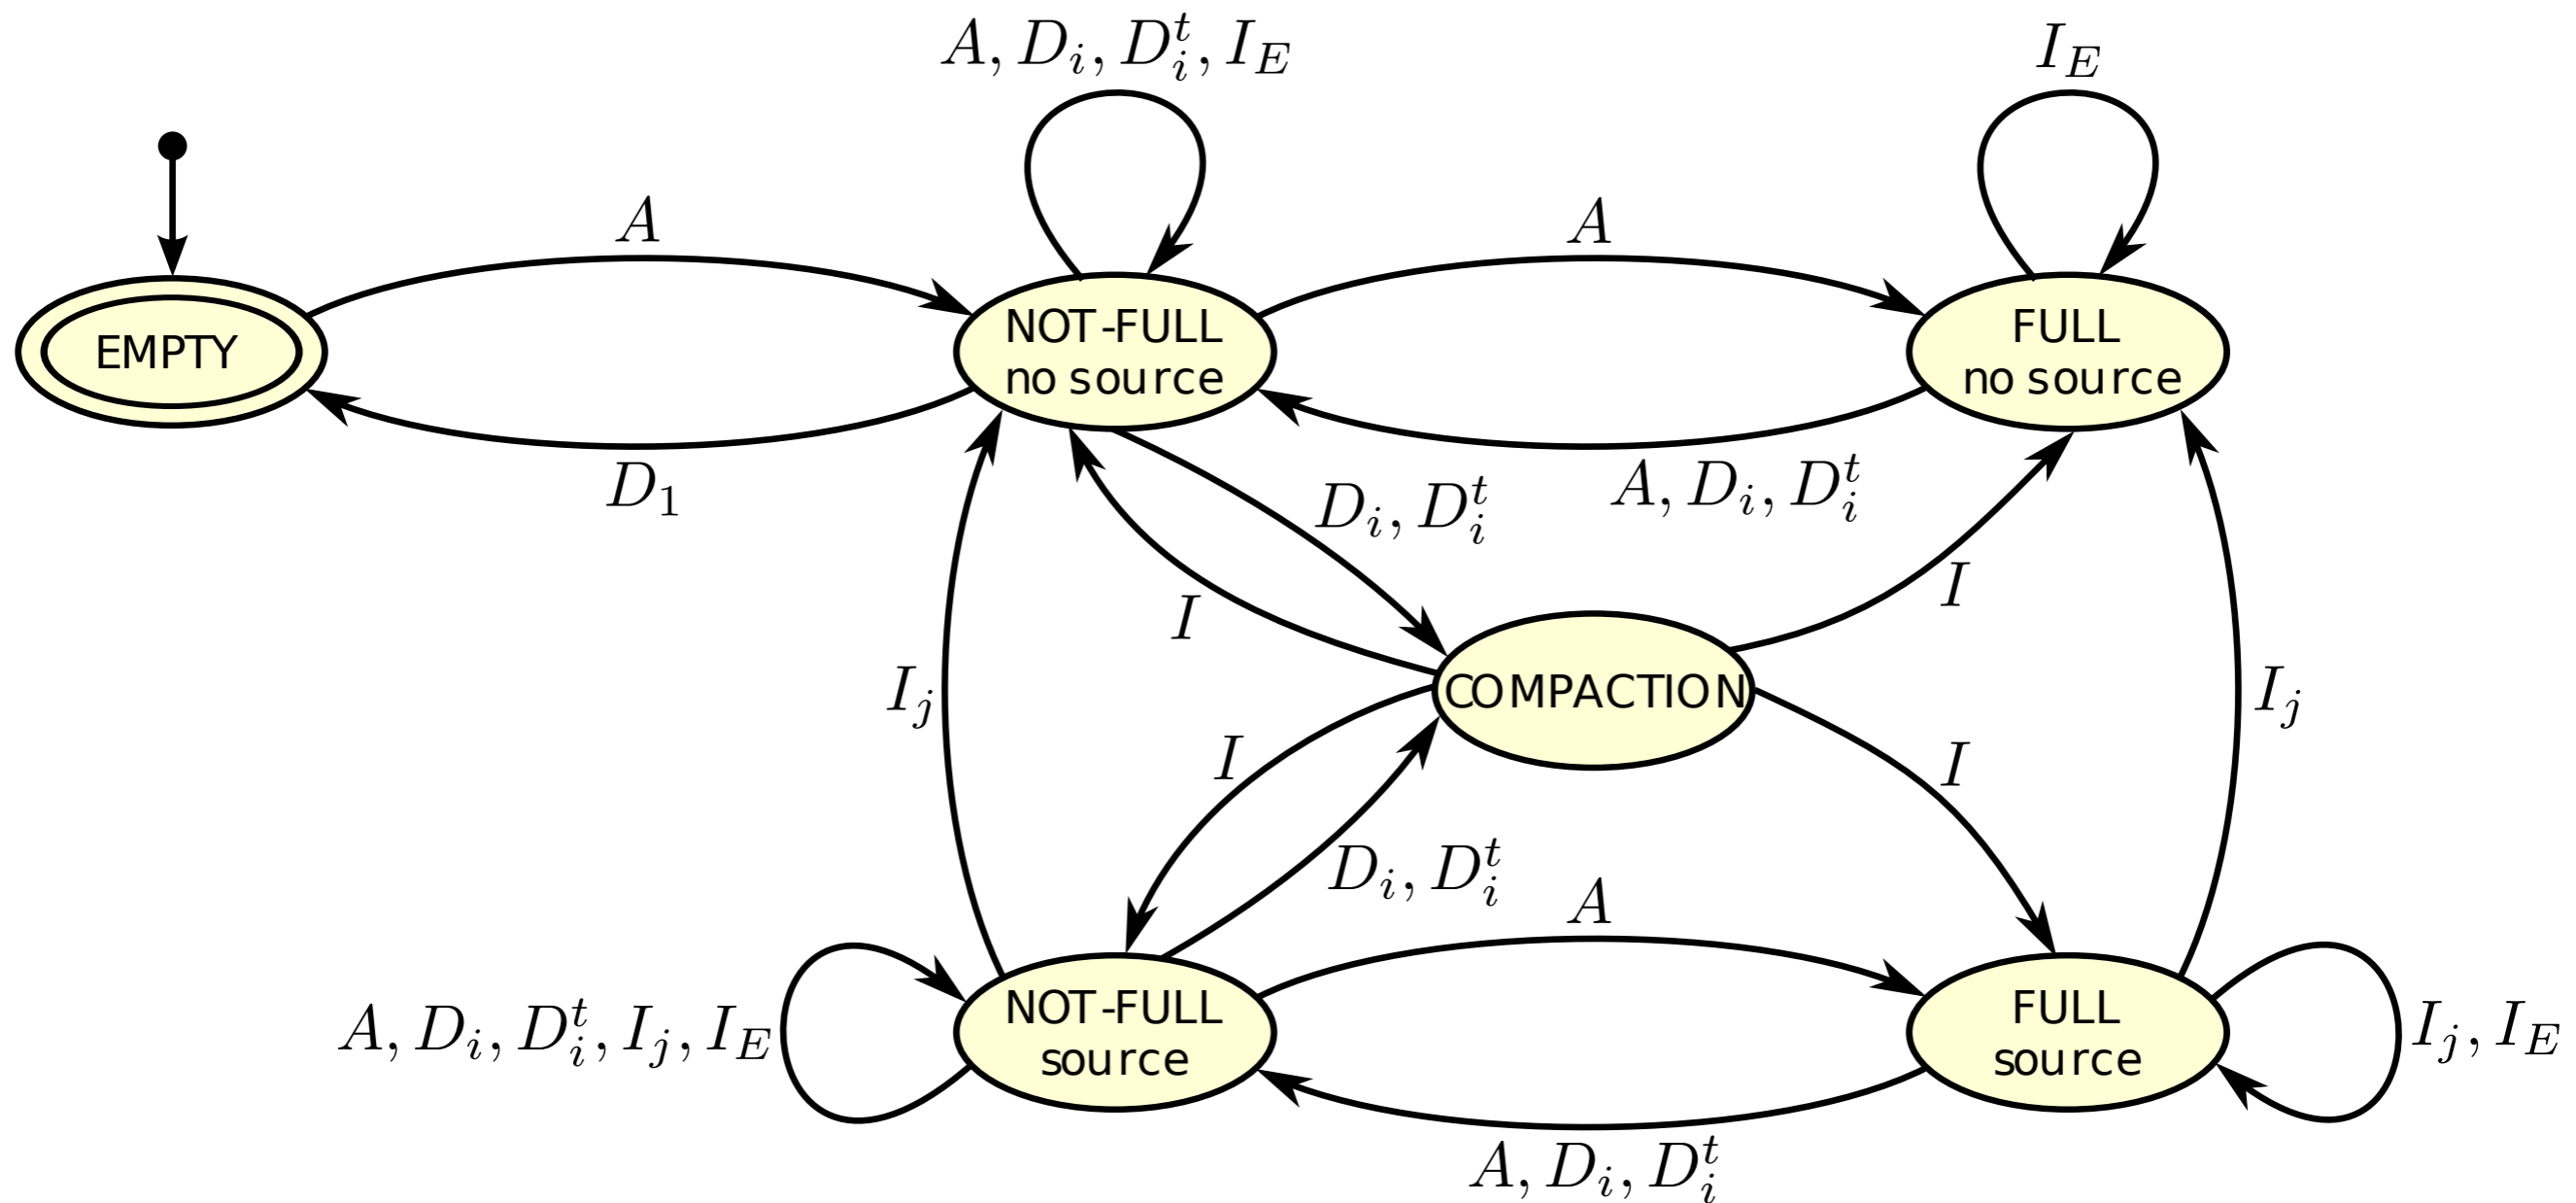 A, D_i, D_i^t, I_E
I_E
A
A
EMPTY
NOT-FULL
no source
FULL
no source
D_1
D_i, D_i^t
A, D_i, D_i^t
I
I
I_j
COMPACTION
I_j
I
I
D_i, D_i^t
A
A, D_i, D_i^t, I_j, I_E
NOT-FULL
source
FULL
source
I_j, I_E
A, D_i, D_i^t